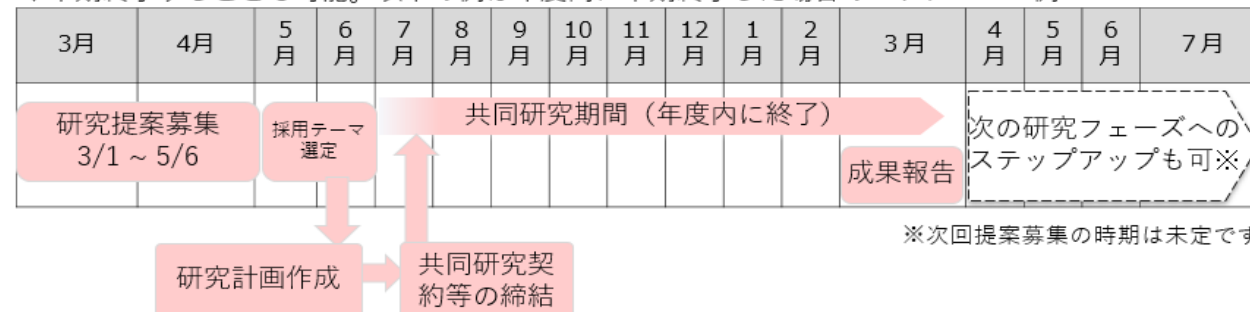 3月
4月
5
月
6
月
7
月
8
月
9
月
10
月
11
月
12
月
1
月
2
月
3月
4
月
5
月
6
月
7月
研究提案募集
3/1 ~ 5/6
採用テーマ
選定
共同研究期間（年度内に終了）
成果報告
次の研究フェーズへの
ステップアップも可※
※次回提案募集の時期は未定です
研究計画作成
共同研究契
約等の締結